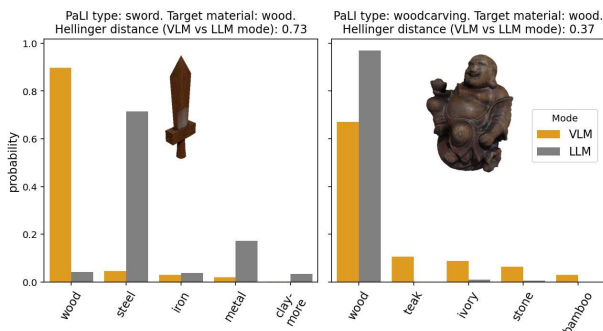 PaLI type: sword. Target material: wood.
Hellinger distance (VLM vs LLM mode): 0.73
PaLI type: woodcarving. Target material: wood.
Hellinger distance (VLM vs LLM mode): 0.37
probability
1.0
0.8
0.6
0.4
0.2
0.0
wood
steel
iron
metal
clay-
more
Mode
VLM
LLM
wood
teak
ivory
stone
bamboo